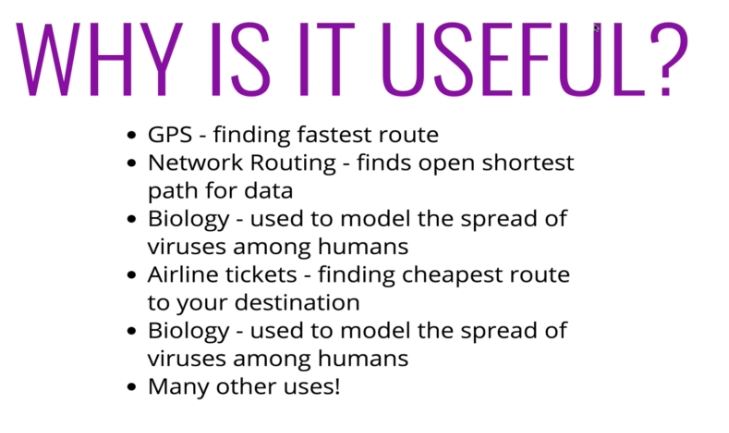 WHY IS IT USEFUL?
• GPS - finding fastest route
• Network Routing - finds open shortest
path for data
• Biology - used to model the spread of
viruses among humans
• Airline tickets - finding cheapest route
to your destination
• Biology - used to model the spread of
viruses among humans
• Many other uses!